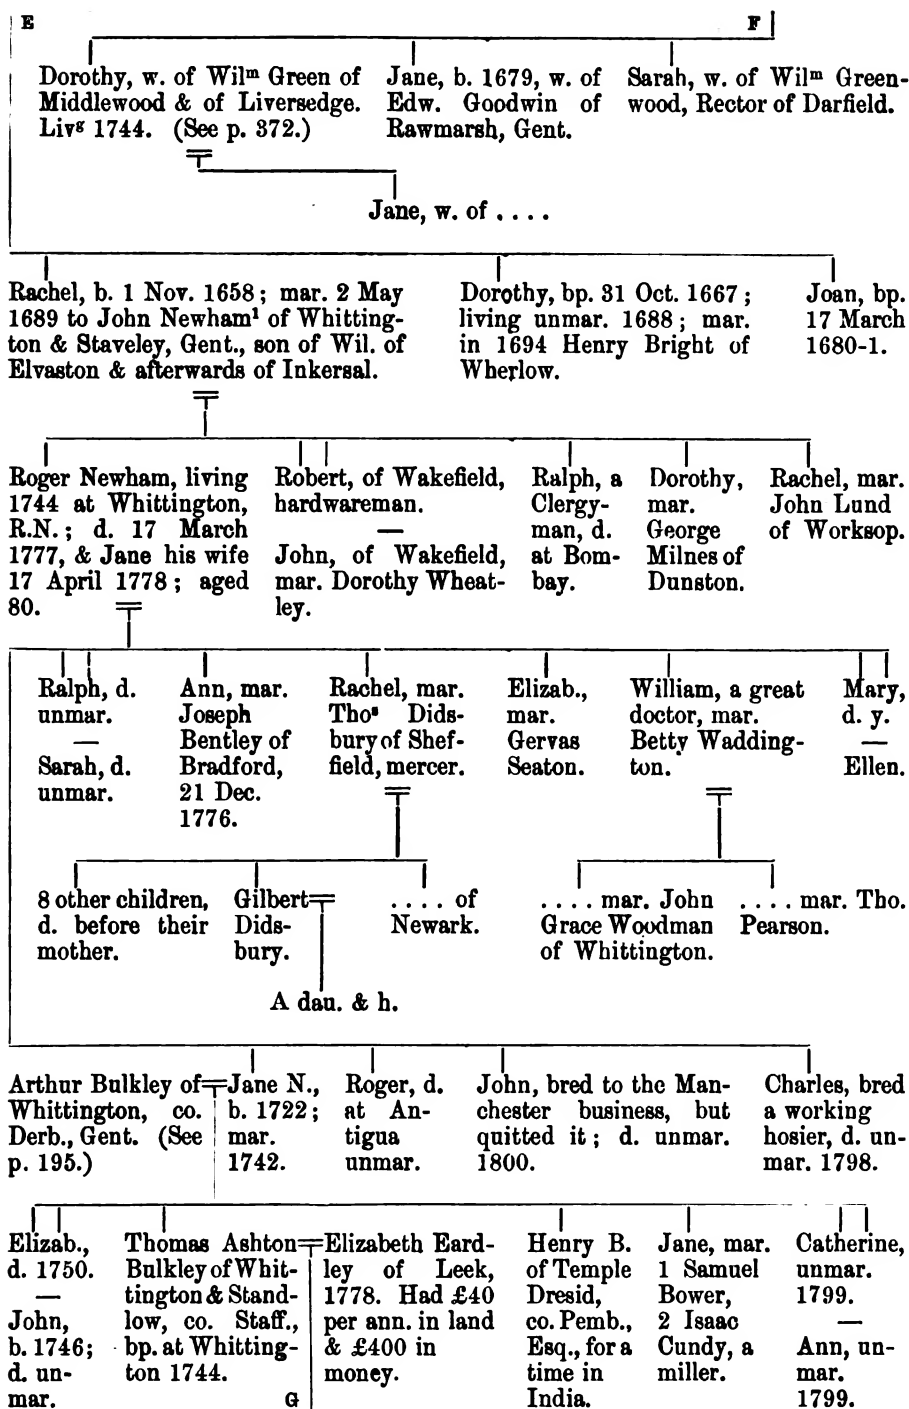 E
F
Dorothy, w. of Wilᵐ Green of
Middlewood & of Liversedge.
Livᵍ 1744. (See p. 372.)
Jane, b. 1679, w. of
Edw. Goodwin of
Rawmarsh, Gent.
Sarah, w. of Wilᵐ Green-
wood, Rector of Darfield.
Jane, w. of . . . .
Rachel, b. 1 Nov. 1658; mar. 2 May
1689 to John Newham¹ of Whitting-
ton & Staveley, Gent., son of Wil. of
Elvaston & afterwards of Inkersal.
Dorothy, bp. 31 Oct. 1667;
living unmar. 1688; mar.
in 1694 Henry Bright of
Wherlow.
Joan, bp.
17 March
1680-1.
Roger Newham, living
1744 at Whittington,
R.N.; d. 17 March
1777, & Jane his wife
17 April 1778; aged
80.
Robert, of Wakefield,
hardwareman.
—
John, of Wakefield,
mar. Dorothy Wheat-
ley.
Ralph, a
Clergy-
man, d.
at Bom-
bay.
Dorothy,
mar.
George
Milnes of
Dunston.
Rachel, mar.
John Lund
of Worksop.
Ralph, d.
unmar.
—
Sarah, d.
unmar.
Ann, mar.
Joseph
Bentley of
Bradford,
21 Dec.
1776.
Rachel, mar.
Thoˢ Dids-
bury of Shef-
field, mercer.
Elizab.,
mar.
Gervas
Seaton.
William, a great
doctor, mar.
Betty Wadding-
ton.
Mary,
d. y.
—
Ellen.
8 other children,
d. before their
mother.
Gilbert
Dids-
bury.
. . . . of
Newark.
. . . . mar. John
Grace Woodman
of Whittington.
. . . . mar. Tho.
Pearson.
A dau. & h.
Arthur Bulkley of
Whittington, co.
Derb., Gent. (See
p. 195.)
Jane N.,
b. 1722;
mar.
1742.
Roger, d.
at An-
tigua
unmar.
John, bred to the Man-
chester business, but
quitted it; d. unmar.
1800.
Charles, bred
a working
hosier, d. un-
mar. 1798.
Elizab.,
d. 1750.
—
John,
b. 1746;
d. un-
mar.
Thomas Ashton
Bulkley of Whit-
tington & Stand-
low, co. Staff.,
bp. at Whitting-
ton 1744.
G
Elizabeth Eard-
ley of Leek,
1778. Had £40
per ann. in land
& £400 in
money.
Henry B.
of Temple
Dresid,
co. Pemb.,
Esq., for a
time in
India.
Jane, mar.
1 Samuel
Bower,
2 Isaac
Cundy, a
miller.
Catherine,
unmar.
1799.
—
Ann, un-
mar.
1799.